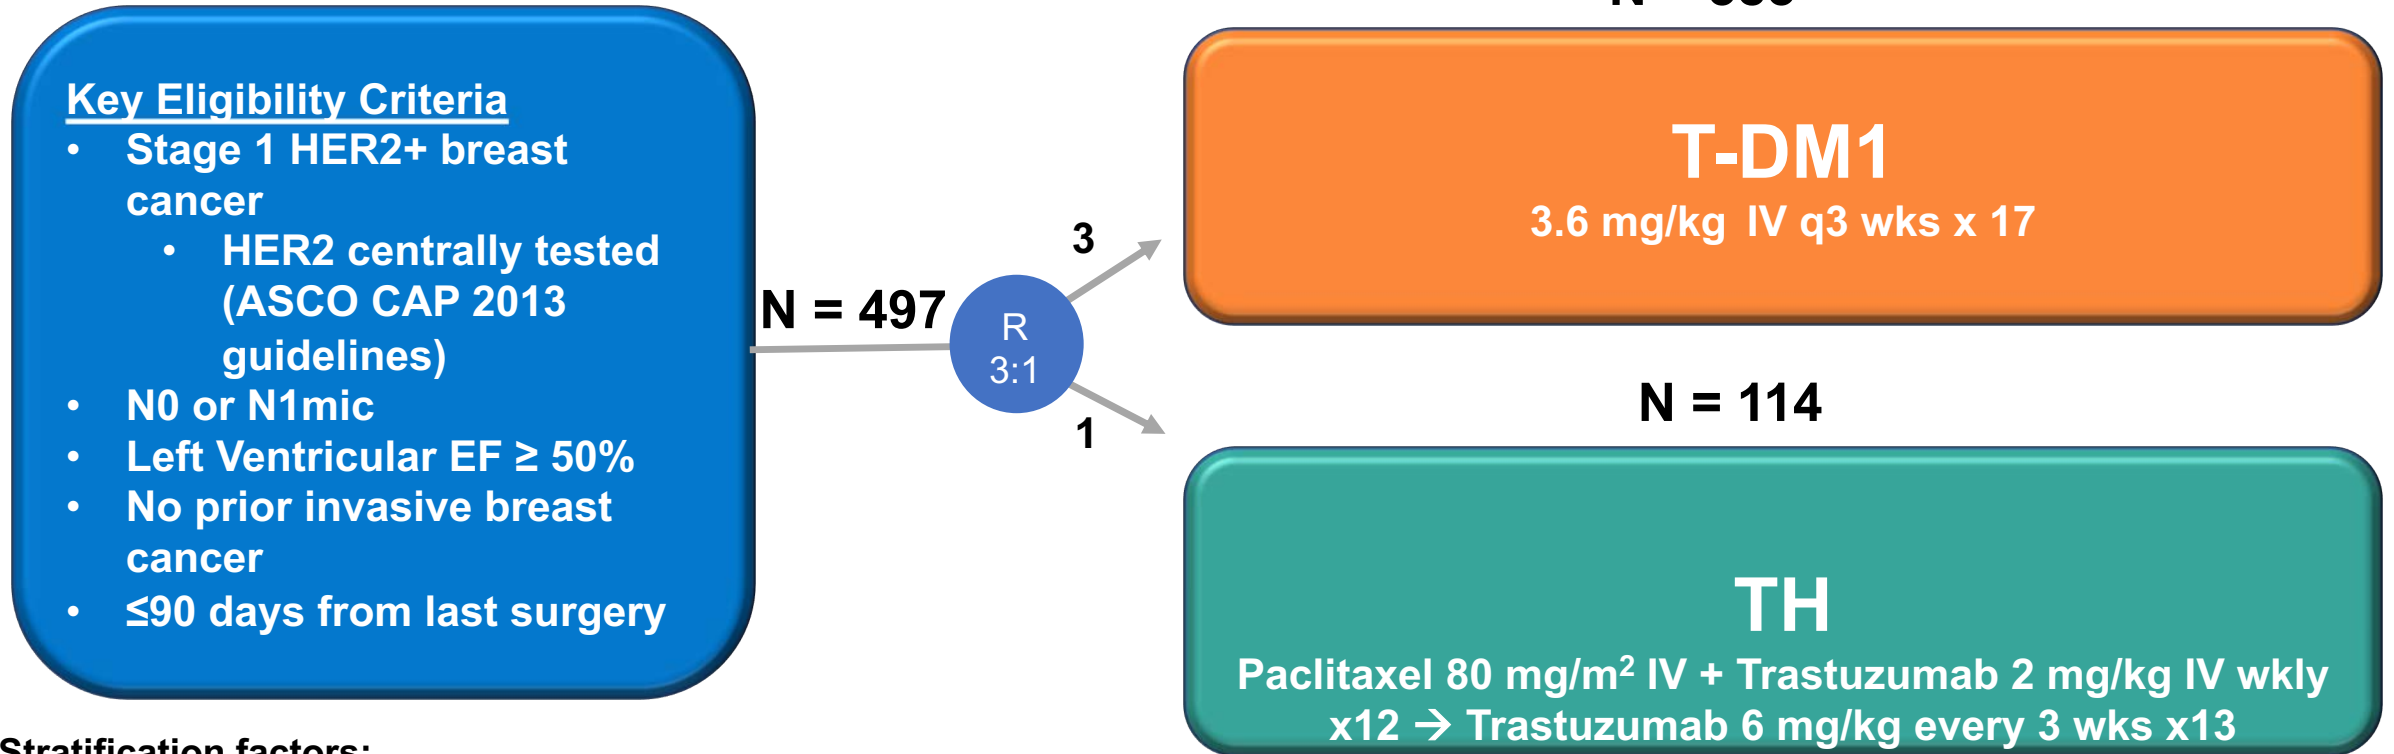 Key Eligibility Criteria
• Stage 1 HER2+ breast
cancer
• HER2 centrally tested
(ASCO CAP 2013
guidelines)
• N0 or N1mic
• Left Ventricular EF ≥ 50%
• No prior invasive breast
cancer
• ≤90 days from last surgery
N = 497
R
3:1
3
1
T-DM1
3.6 mg/kg IV q3 wks x 17
N = 114
TH
Paclitaxel 80 mg/m² IV + Trastuzumab 2 mg/kg IV wkly
x12 → Trastuzumab 6 mg/kg every 3 wks x13
Stratification factors: